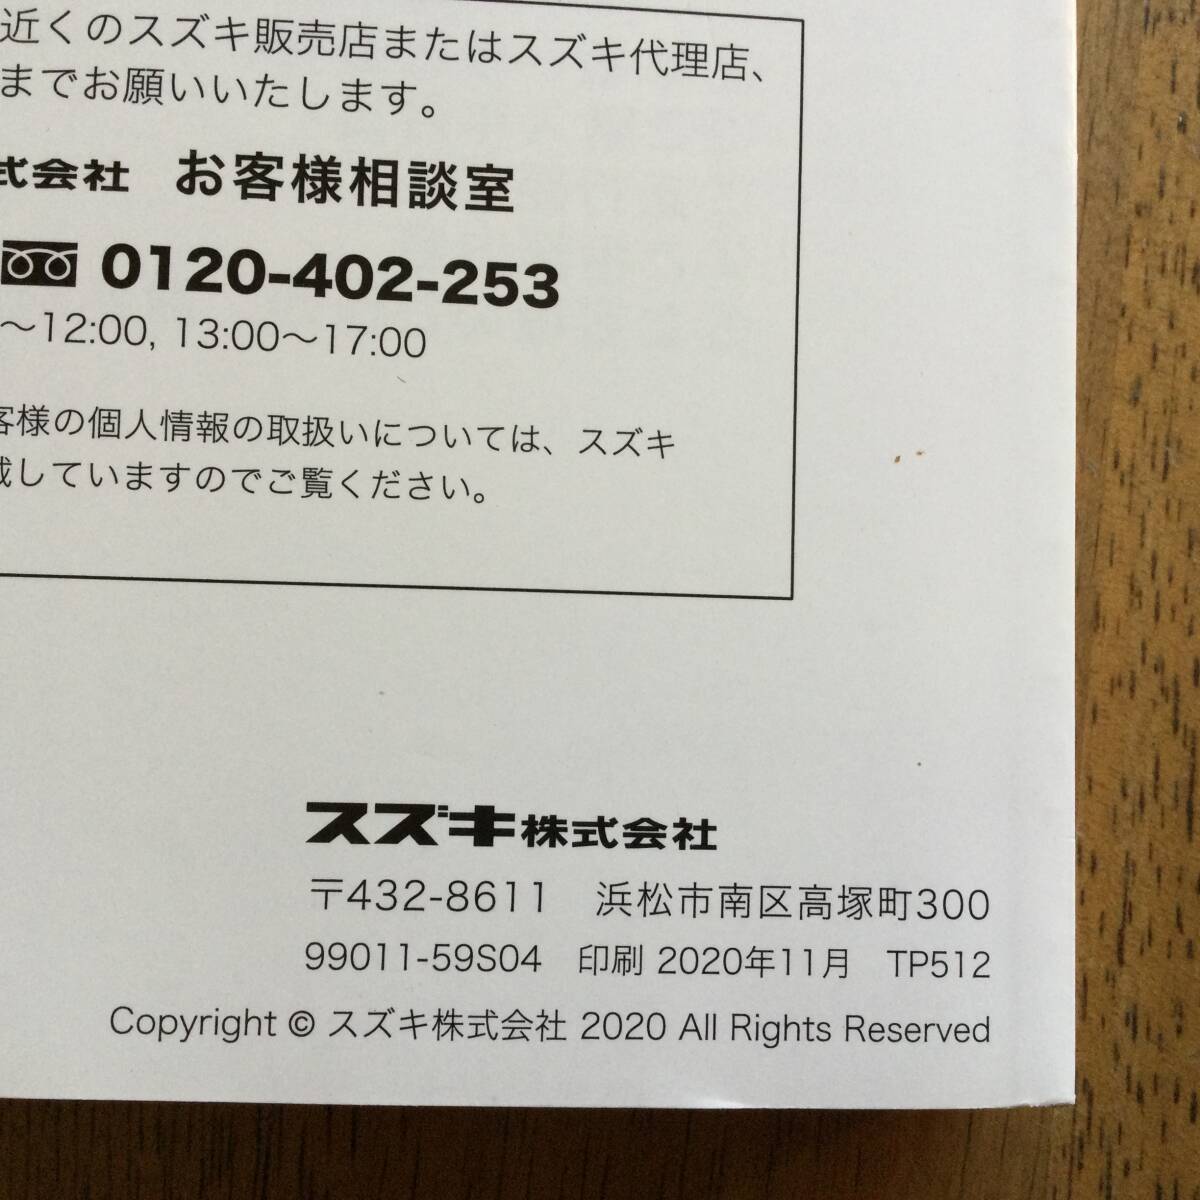 近くのスズキ販売店またはスズキ代理店、
までお願いいたします。
式会社 お客様相談室
0120-402-253
～12:00, 13:00～17:00
客様の個人情報の取扱いについては、スズキ
載していますのでご覧ください。
スズキ株式会社
〒432-8611 浜松市南区高塚町300
99011-59S04 印刷 2020年11月 TP512
Copyright © スズキ株式会社 2020 All Rights Reserved